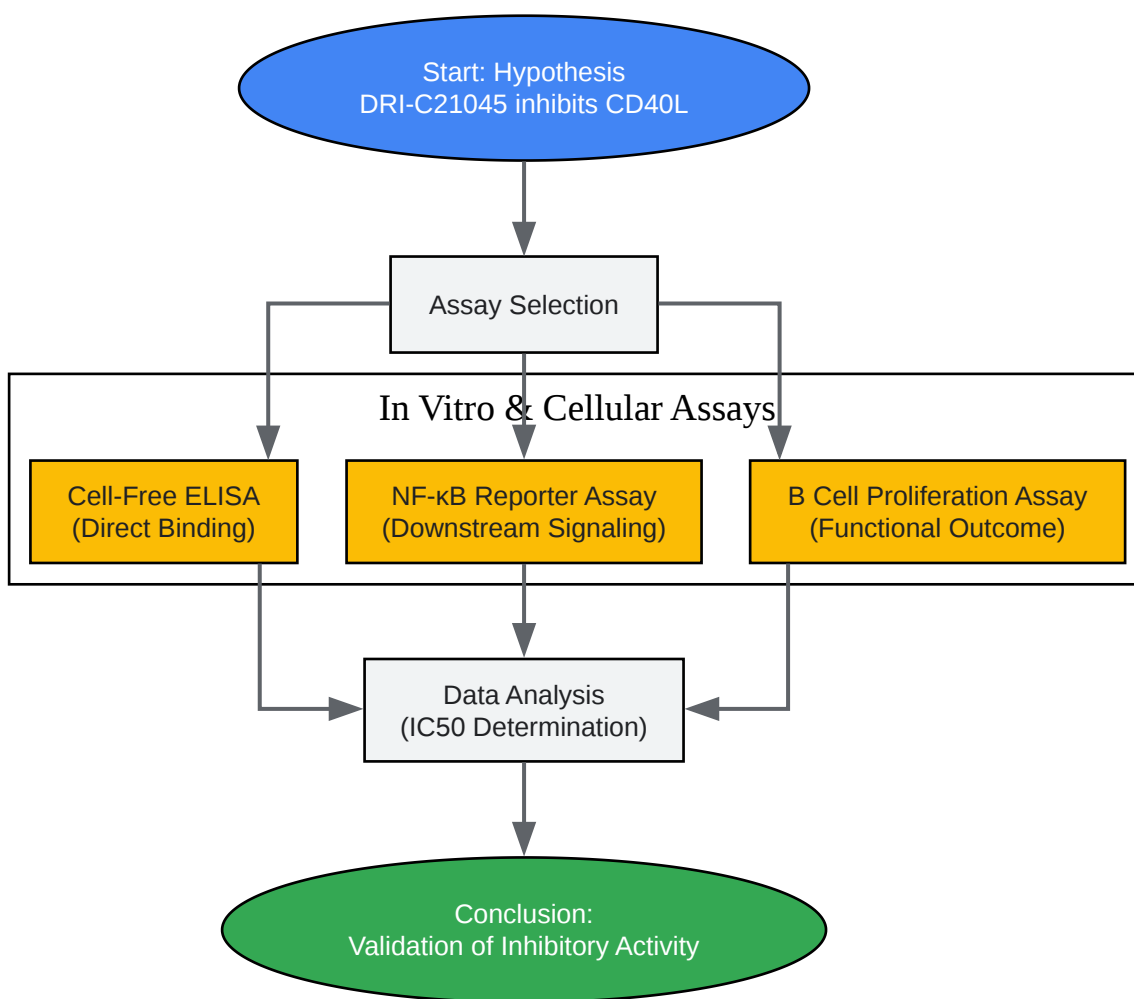 Start: Hypothesis
DRI-C21045 inhibits CD40L
Assay Selection
In Vitro & Cellular Assays
Cell-Free ELISA
(Direct Binding)
NF-κB Reporter Assay
(Downstream Signaling)
B Cell Proliferation Assay
(Functional Outcome)
Data Analysis
(IC50 Determination)
Conclusion:
Validation of Inhibitory Activity